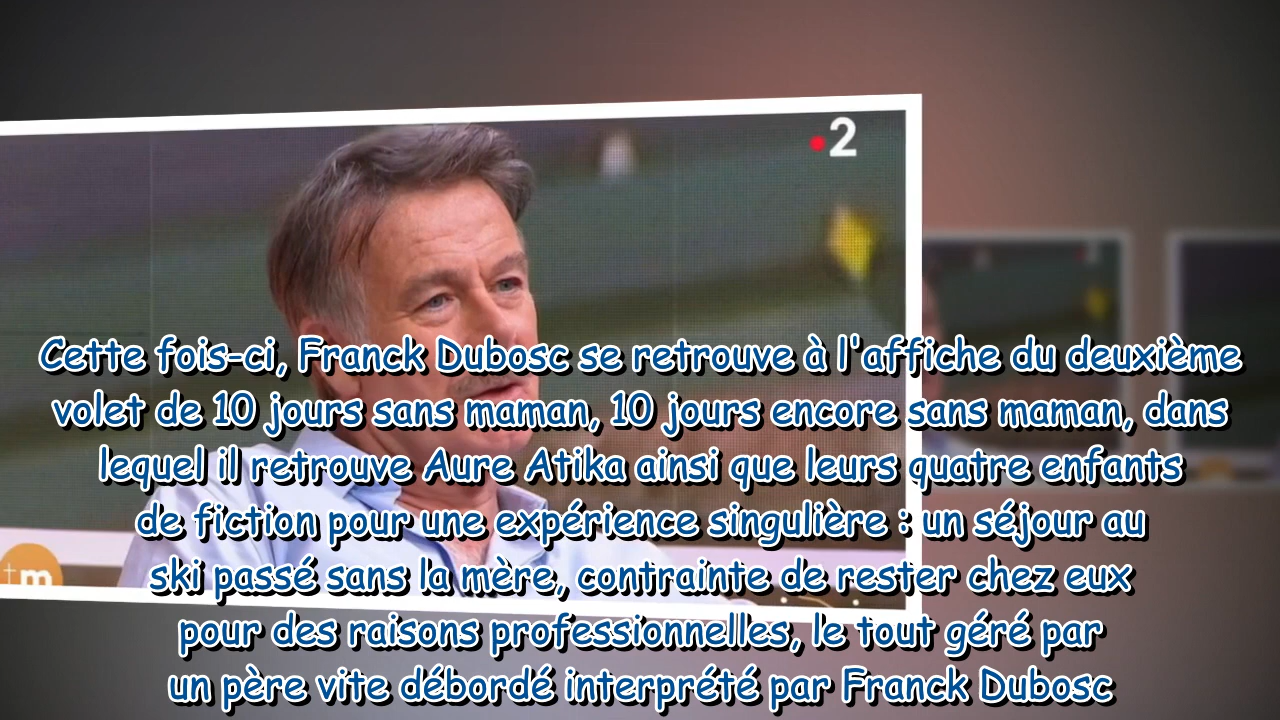 2
Cette fois-ci, Franck Dubosc se retrouve à l'affiche du deuxième
volet de 10 jours sans maman, 10 jours encore sans maman, dans
lequel il retrouve Aure Atika ainsi que leurs quatre enfants
de fiction pour une expérience singulière : un séjour au
ski passé sans la mère, contrainte de rester chez eux
pour des raisons professionnelles, le tout géré par
un père vite débordé interprété par Franck Dubosc
tm